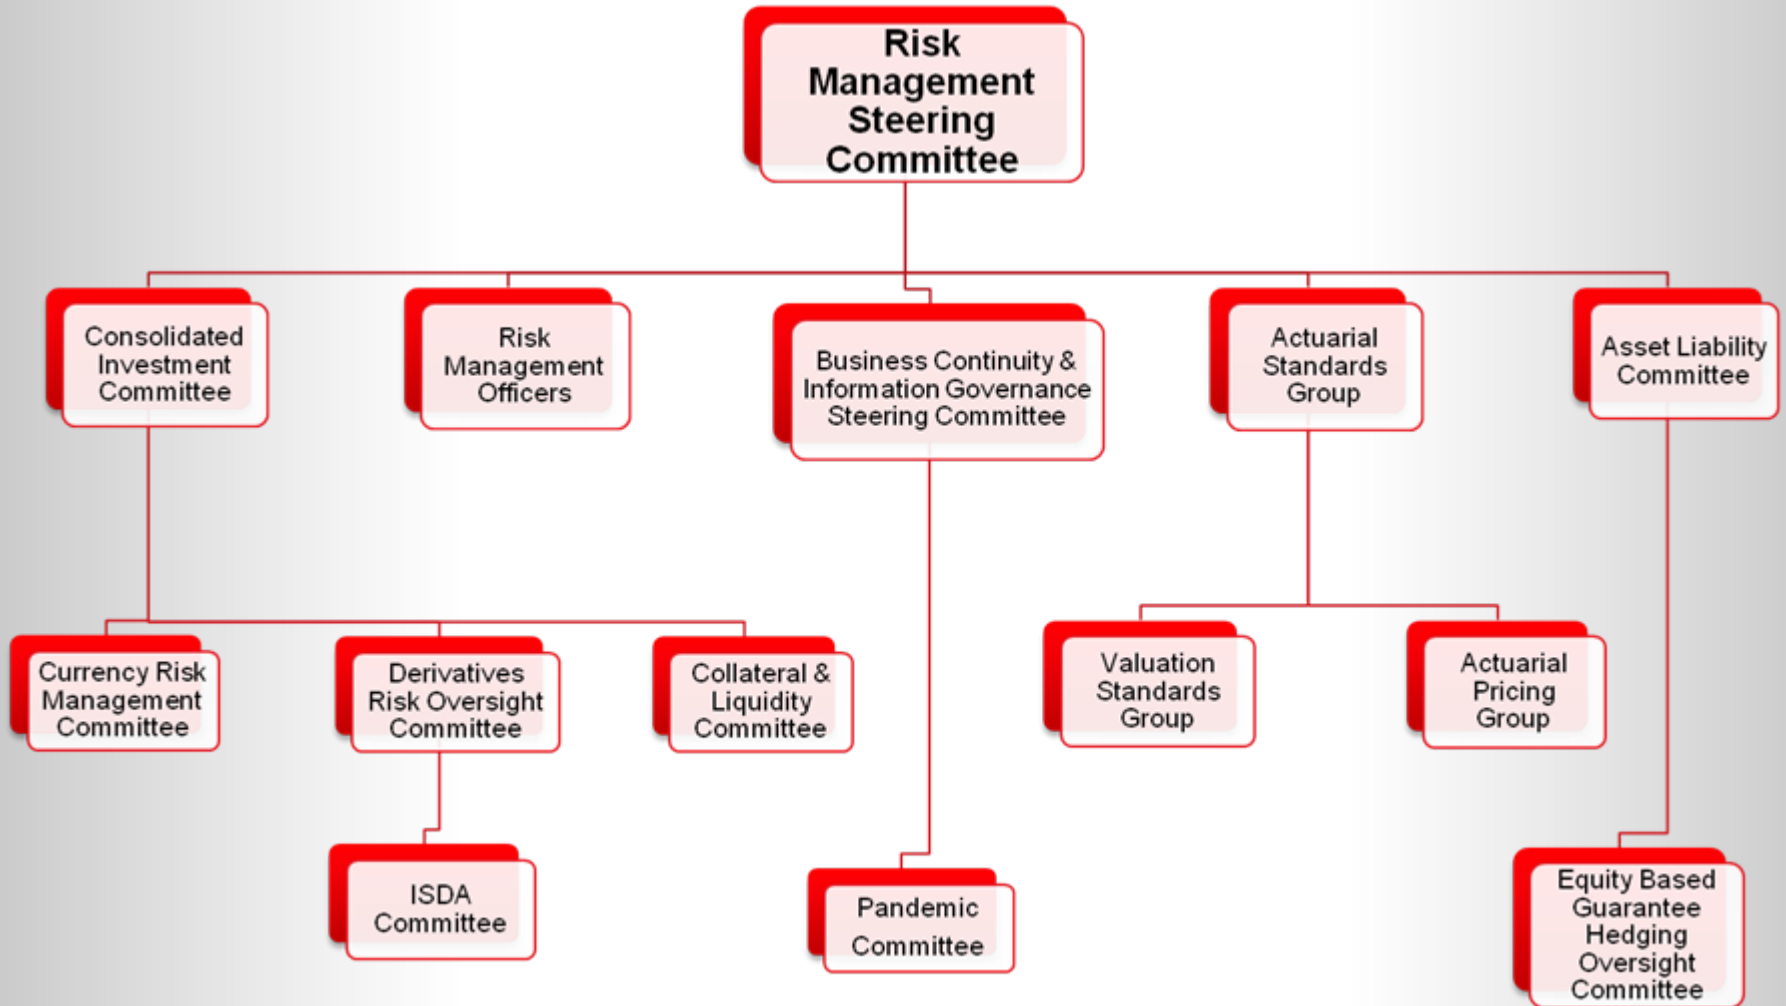 Risk
Management
Steering
Committee
Consolidated
Investment
Committee
Risk
Management
Officers
Business Continuity &
Information Governance
Steering Committee
Actuarial
Standards
Group
Asset Liability
Committee
Currency Risk
Management
Committee
Derivatives
Risk Oversight
Committee
Collateral &
Liquidity
Committee
Valuation
Standards
Group
Actuarial
Pricing
Group
ISDA
Committee
Pandemic
Committee
Equity Based
Guarantee
Hedging
Oversight
Committee